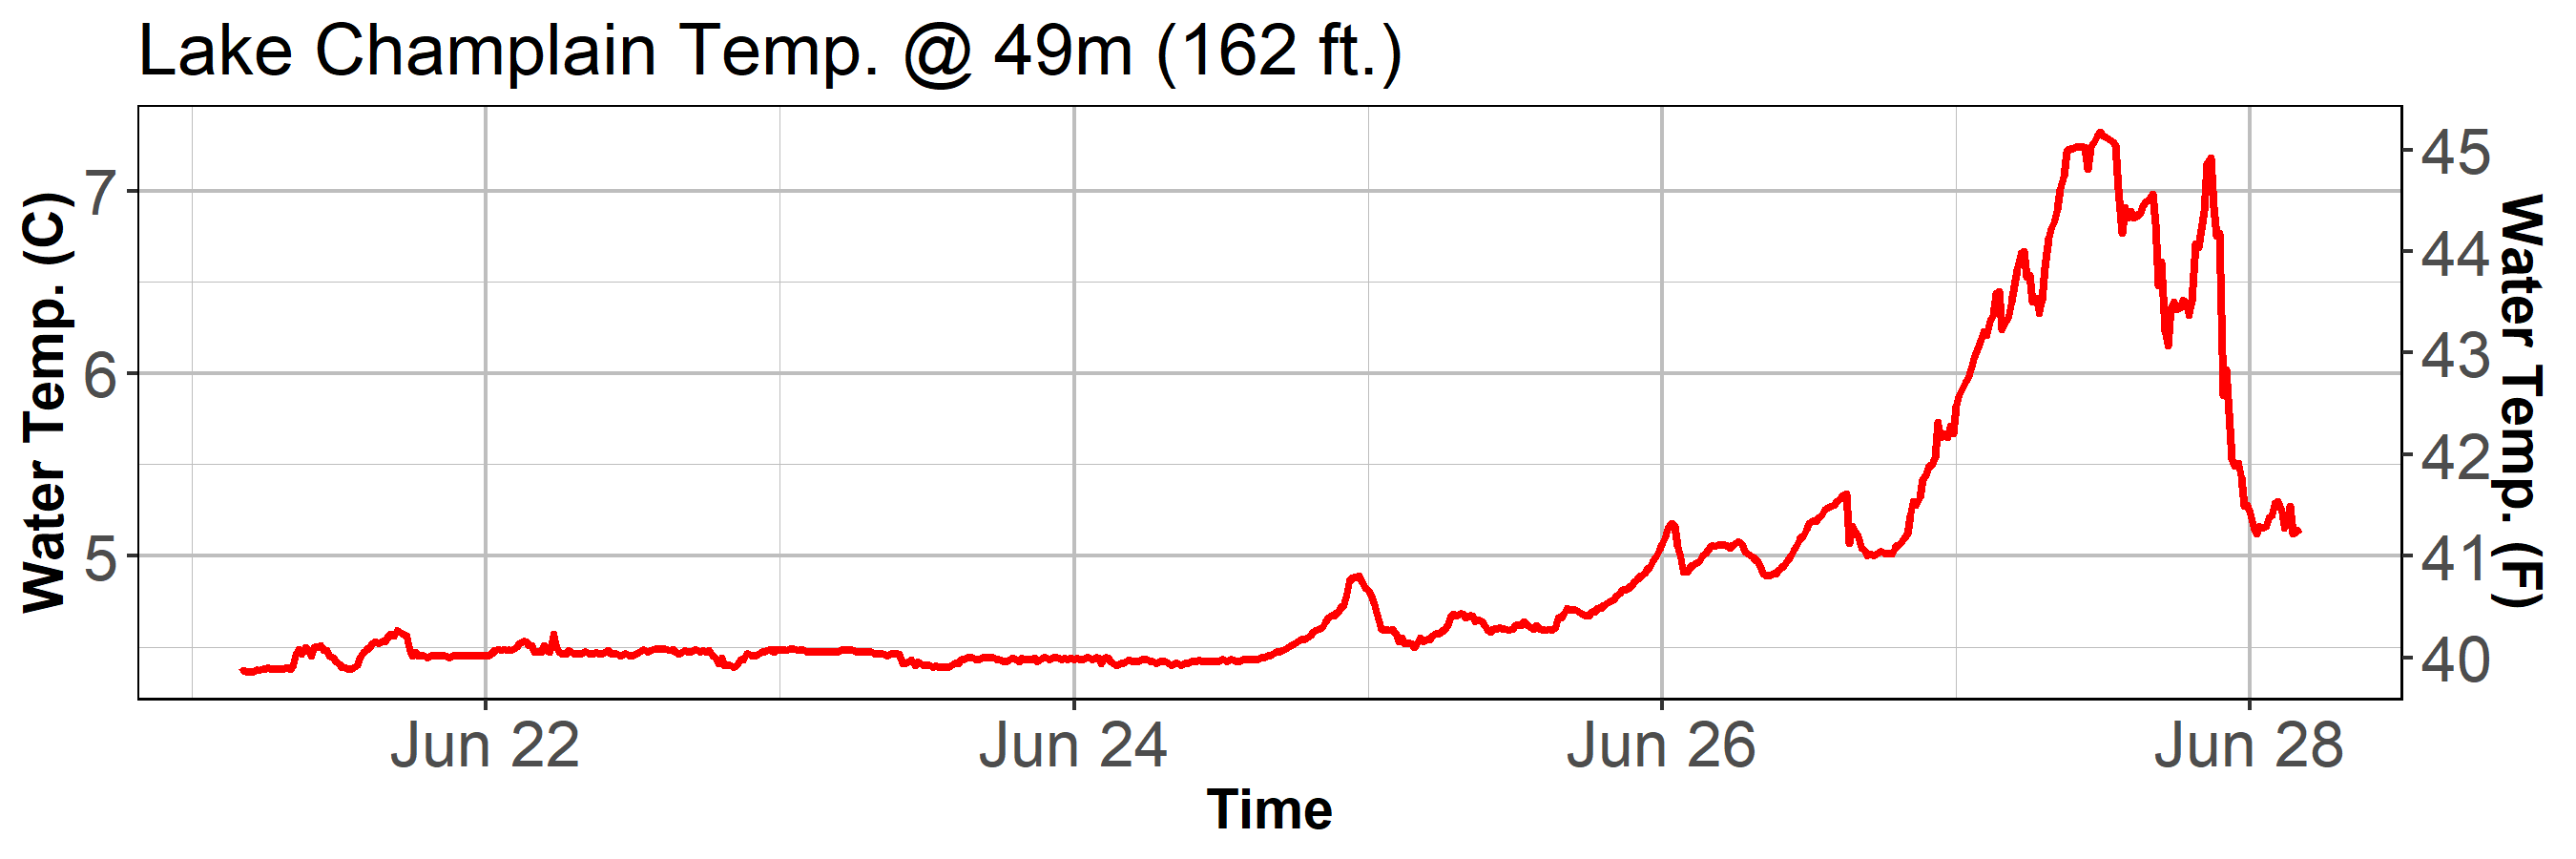 Lake Champlain Temp. @ 49m (162 ft.)
Water Temp. (C)
7
6
5
45
44
43
42
41
40
Water Temp. (F)
Jun 22 Jun 24 Jun 26 Jun 28
Time